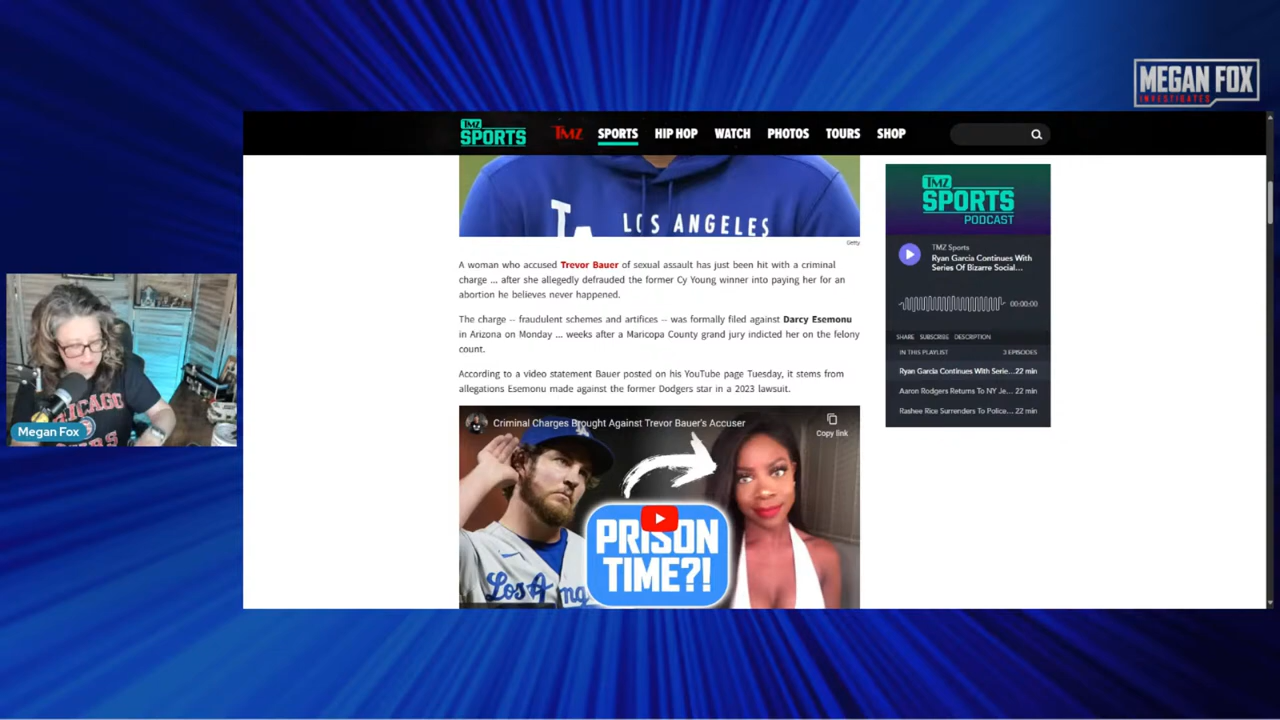 MEGAN FOX
INVESTIGATES
TMZ
SPORTS
TMZ
SPORTS
HIP HOP
WATCH
PHOTOS
TOURS
SHOP
LOS ANGELES
Getty
A woman who accused Trevor Bauer of sexual assault has just been hit with a criminal
charge ... after she allegedly defrauded the former Cy Young winner into paying her for an
abortion he believes never happened.
The charge -- fraudulent schemes and artifices -- was formally filed against Darcy Esemonu
in Arizona on Monday ... weeks after a Maricopa County grand jury indicted her on the felony
count.
According to a video statement Bauer posted on his YouTube page Tuesday, it stems from
allegations Esemonu made against the former Dodgers star in a 2023 lawsuit.
Criminal Charges Brought Against Trevor Bauer's Accuser
Copy link
PRISON
TIME?!
Los Ang
TMZ
SPORTS
PODCAST
TMZ Sports
Ryan Garcia Continues With
Series Of Bizarre Social...
00:00:00
SHARE SUBSCRIBE DESCRIPTION
IN THIS PLAYLIST 3 EPISODES
Ryan Garcia Continues With Serie... 22 min
Aaron Rodgers Returns To NY Je... 22 min
Rashee Rice Surrenders To Police... 22 min
CHICAGO
Megan Fox